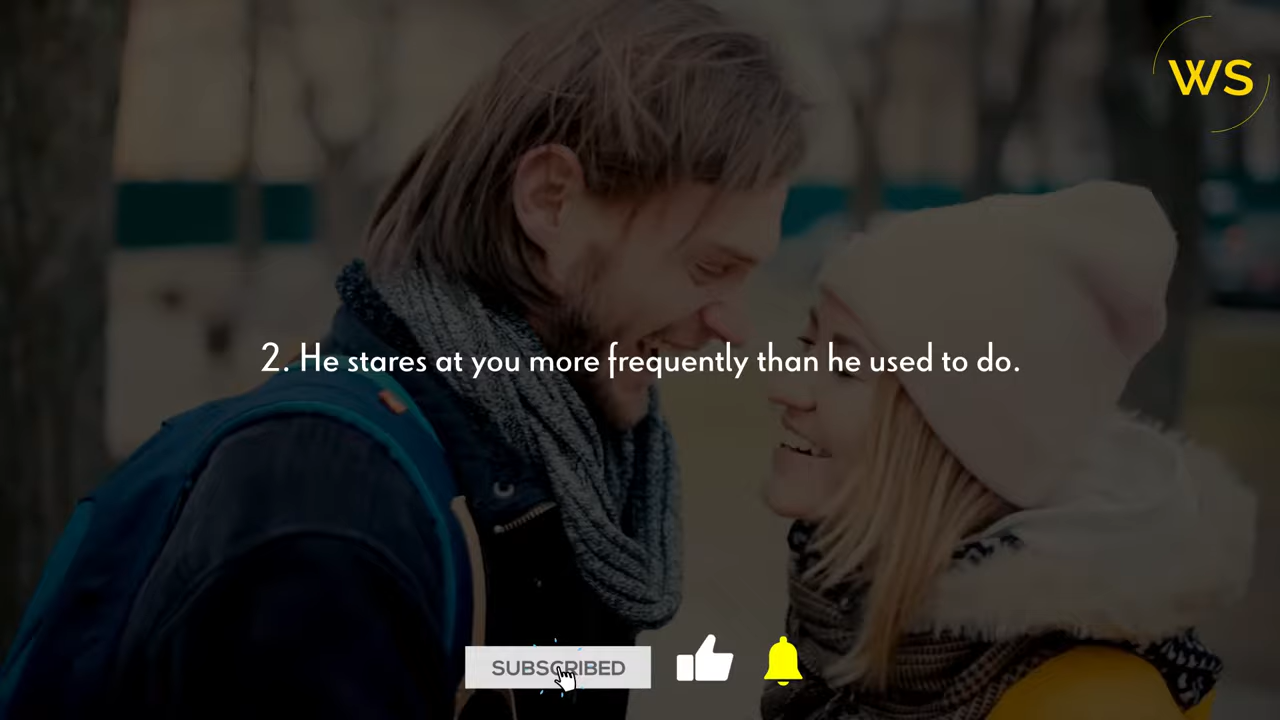 WS
2. He stares at you more frequently than he used to do.
SUBSCRIBED